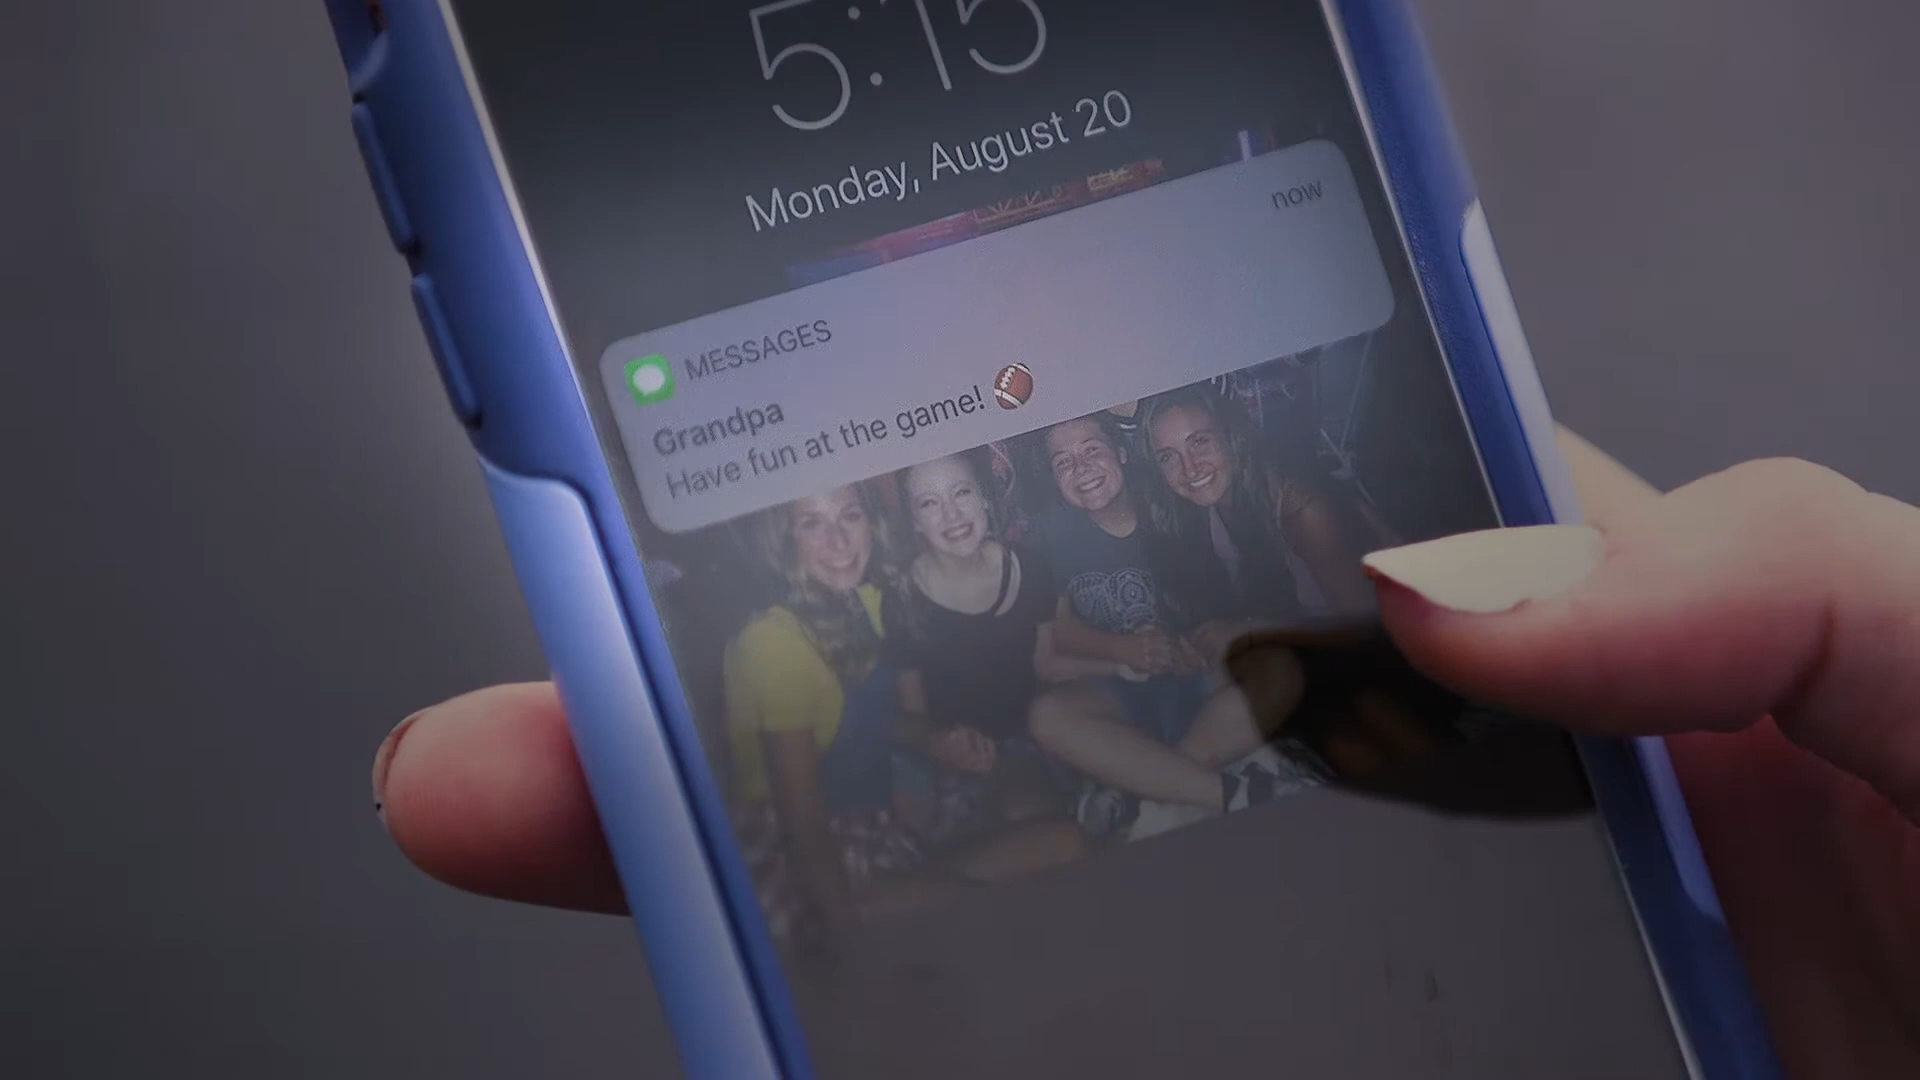 5:15
Monday, August 20
MESSAGES
now
Grandpa
Have fun at the game! 🏈